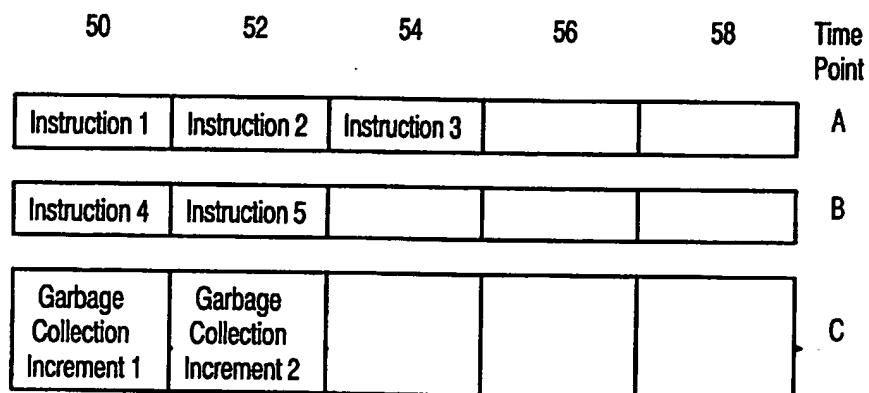 50 52 54 56 58 Time
Point
Instruction 1 Instruction 2 Instruction 3 A
Instruction 4 Instruction 5 B
Garbage Garbage
Collection Collection C
Increment 1 Increment 2